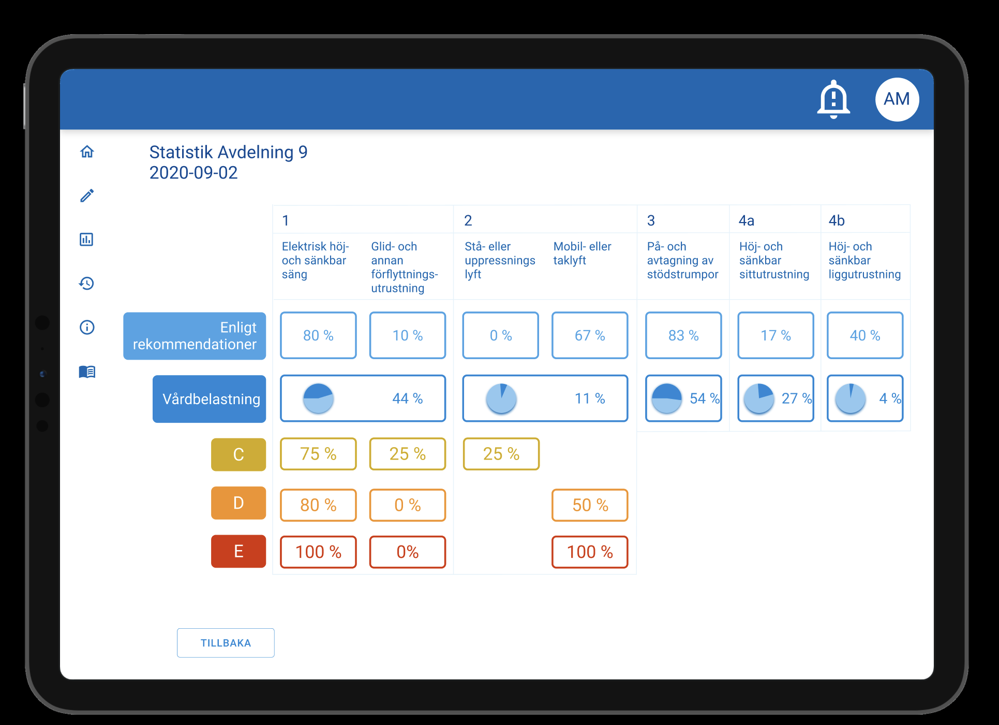 AM
Statistik Avdelning 9
2020-09-02
1
2
3
4a
4b
Elektrisk höj-
och sänkbar
säng
Glid- och
annan
förflyttnings-
utrustning
Stå- eller
uppressnings
lyft
Mobil- eller
taklyft
På- och
avtagning av
stödstrumpor
Höj- och
sänkbar
sittutrustning
Höj- och
sänkbar
liggutrustning
Enligt
rekommendationer
80 %
10 %
0 %
67 %
83 %
17 %
40 %
Vårdbelastning
44 %
11 %
54 %
27 %
4 %
C
75 %
25 %
25 %
D
80 %
0 %
50 %
E
100 %
0%
100 %
TILLBAKA